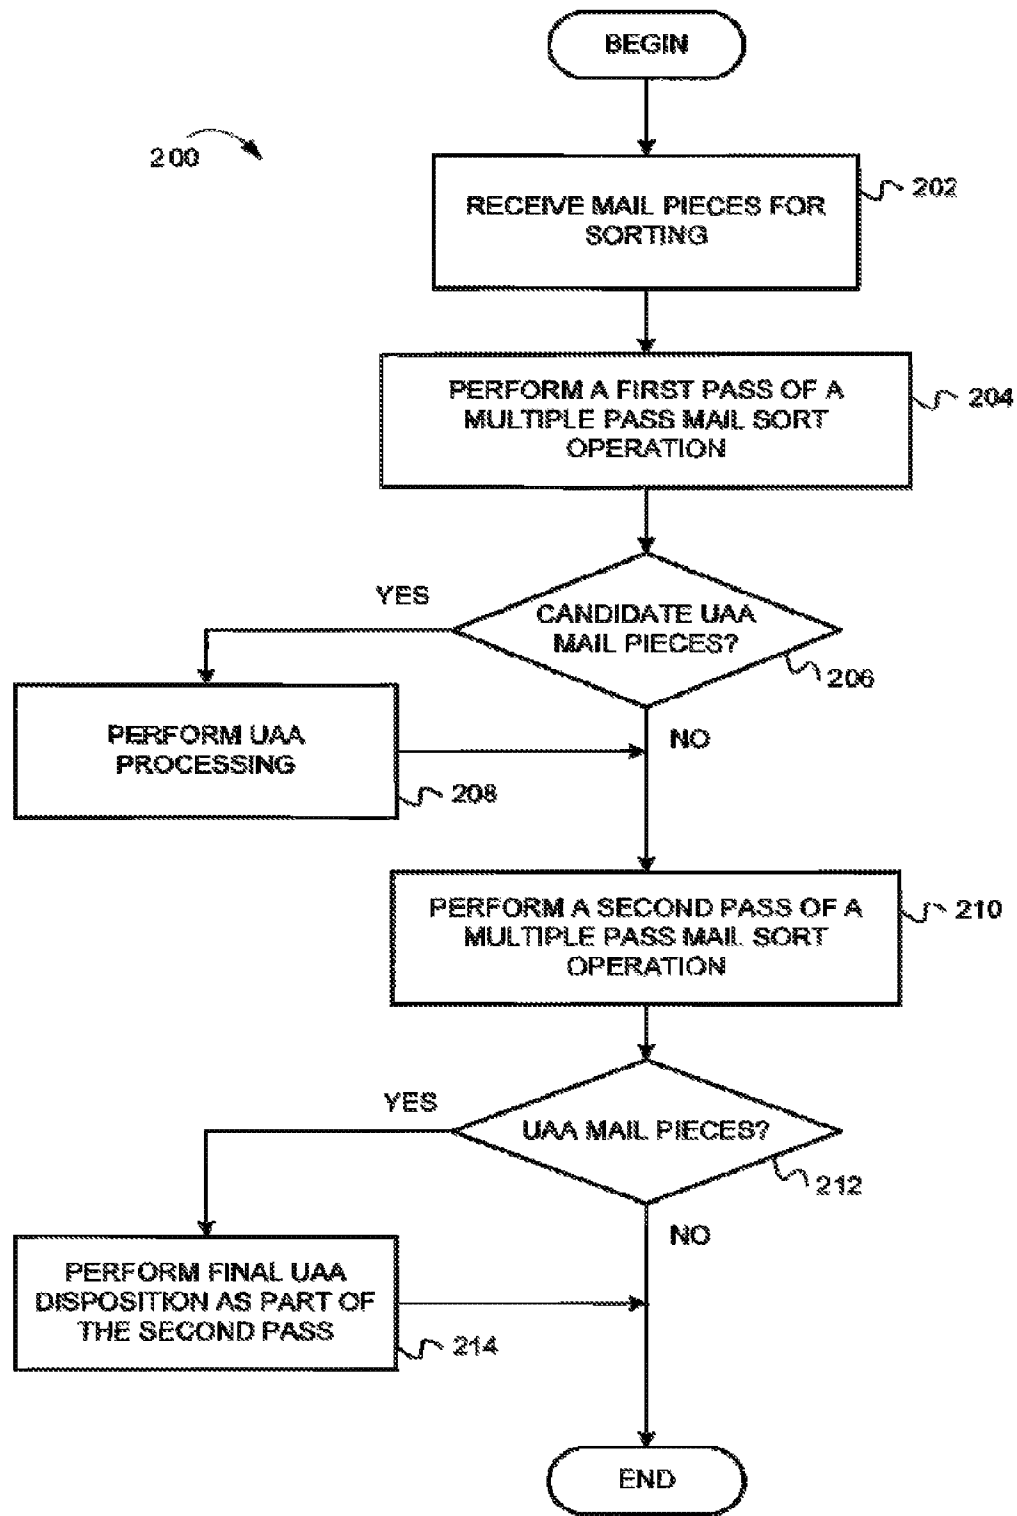 BEGIN
200
RECEIVE MAIL PIECES FOR
SORTING
202
PERFORM A FIRST PASS OF A
MULTIPLE PASS MAIL SORT
OPERATION
204
YES
CANDIDATE UAA
MAIL PIECES?
206
PERFORM UAA
PROCESSING
208
NO
PERFORM A SECOND PASS OF A
MULTIPLE PASS MAIL SORT
OPERATION
210
YES
UAA MAIL PIECES?
212
NO
PERFORM FINAL UAA
DISPOSITION AS PART OF
THE SECOND PASS
214
END